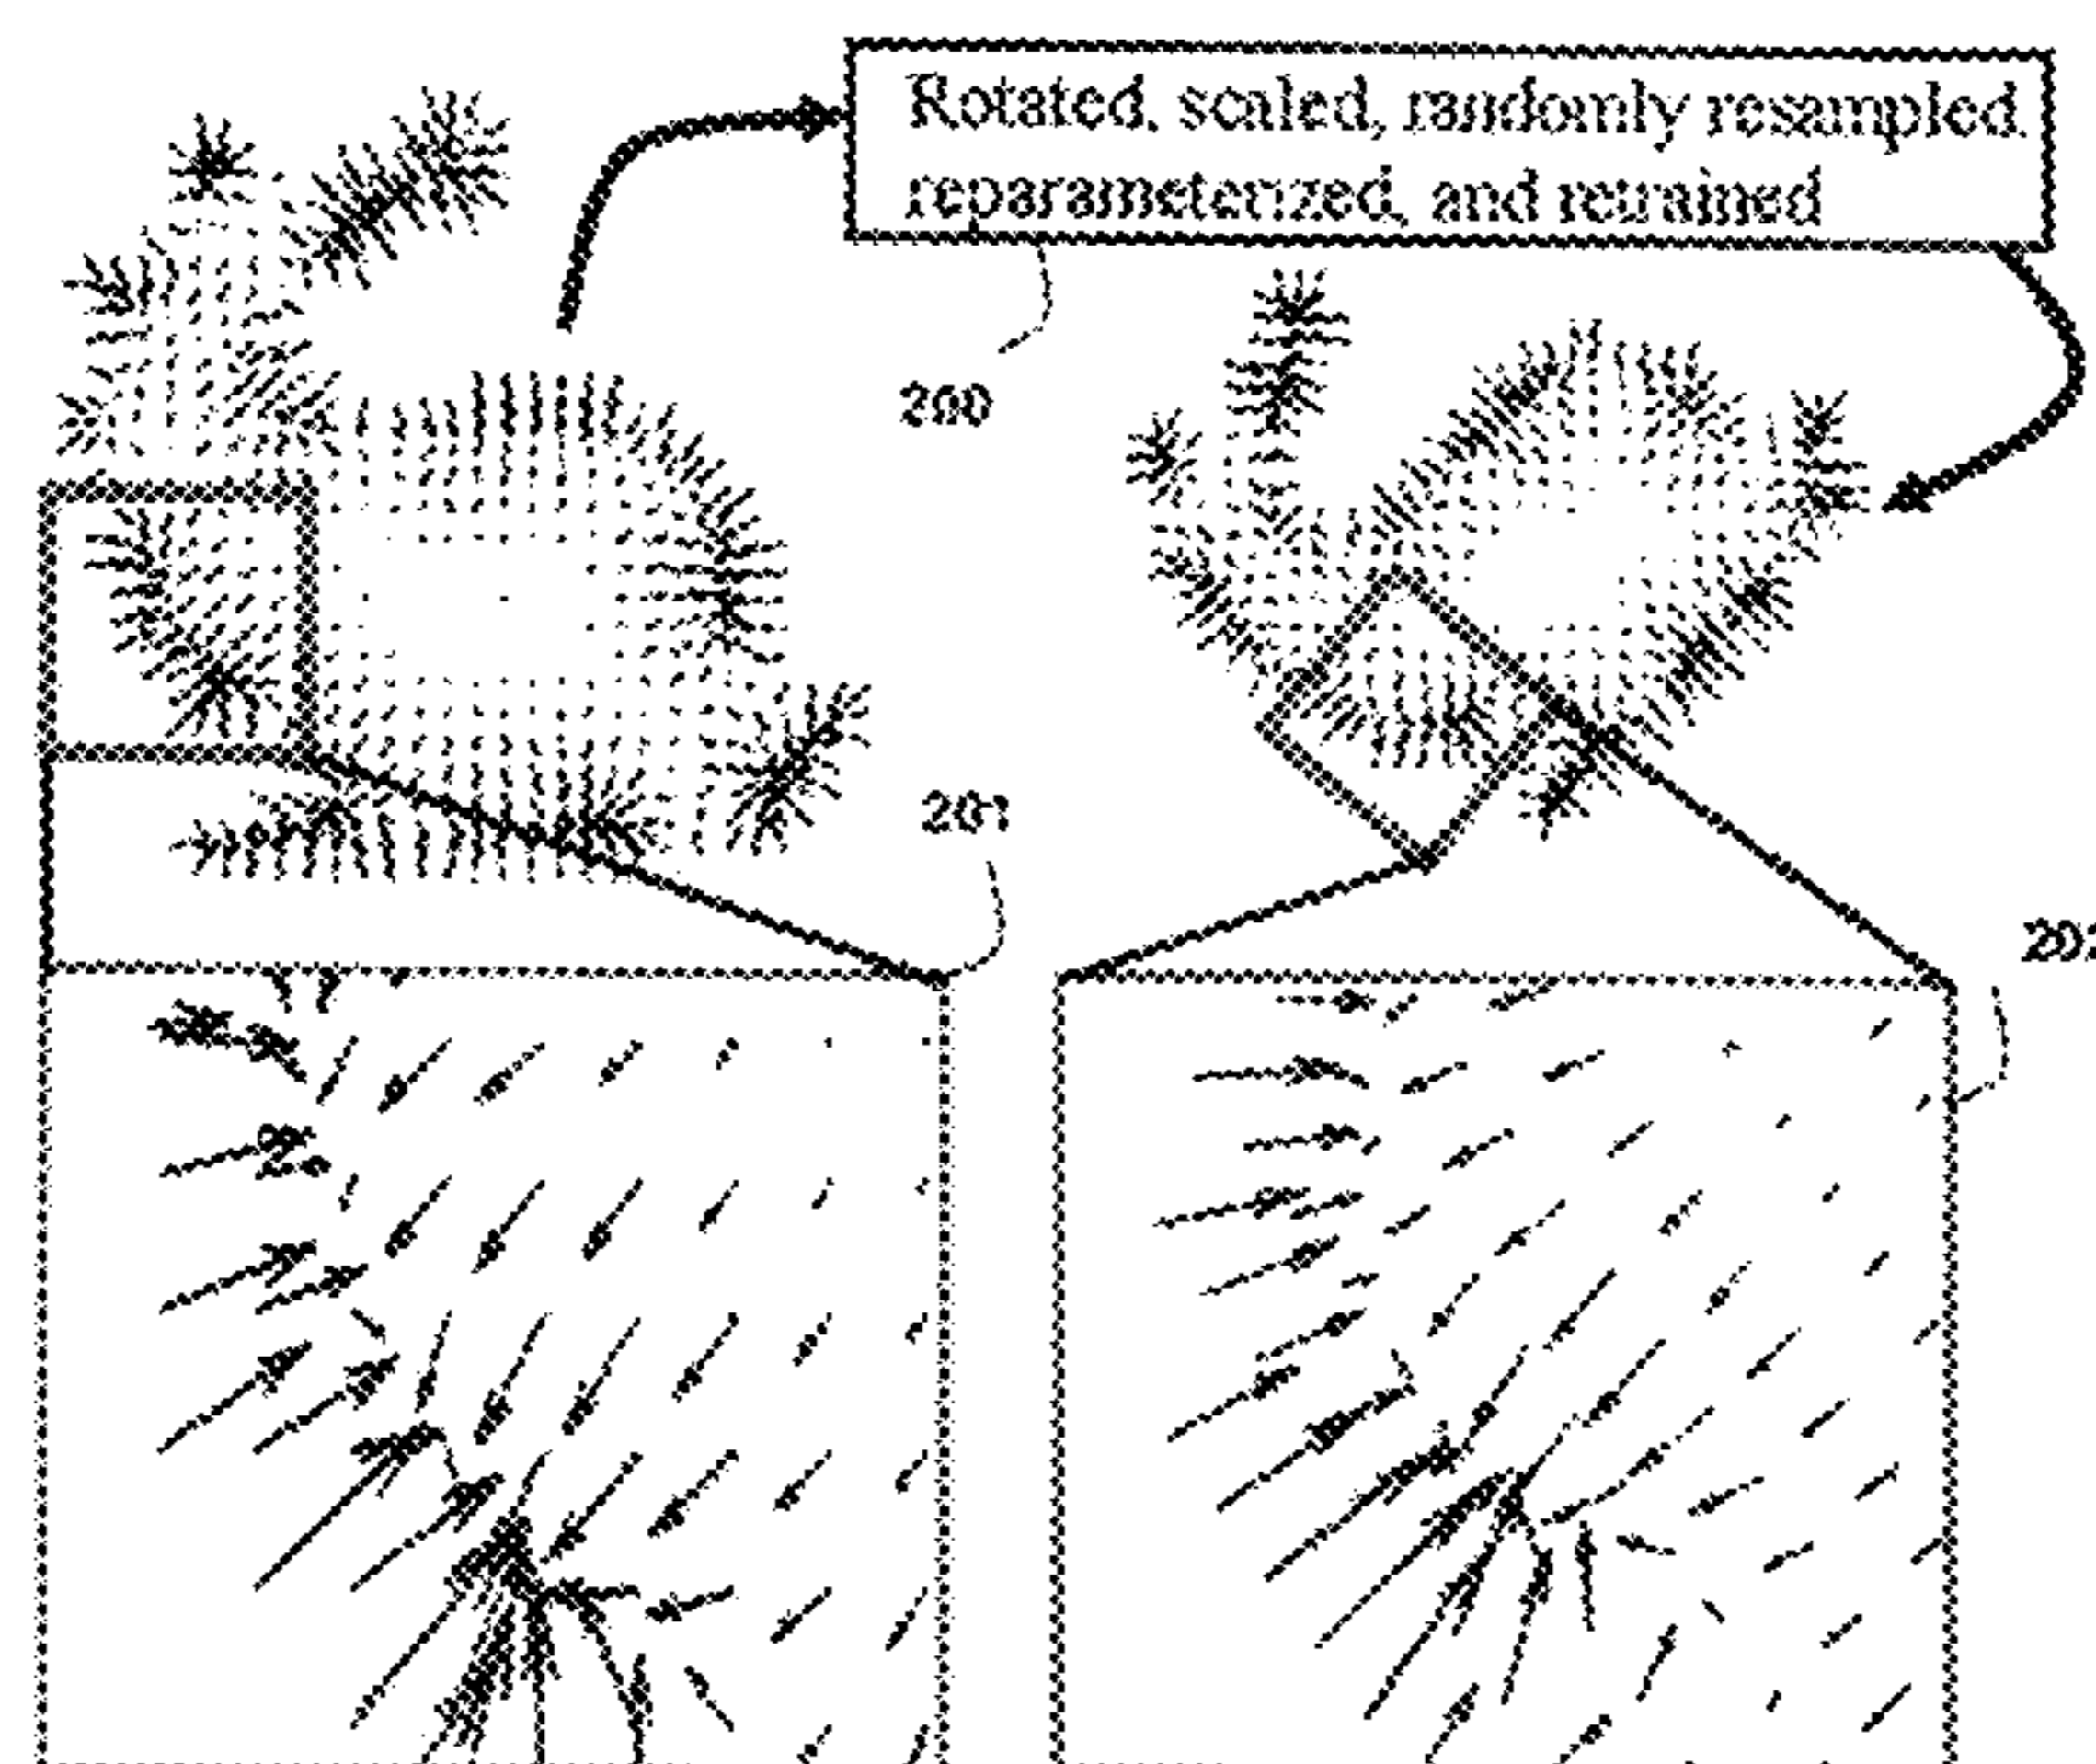 Rotated, scaled, randomly resampled,
reparameterized, and retrained
200
201